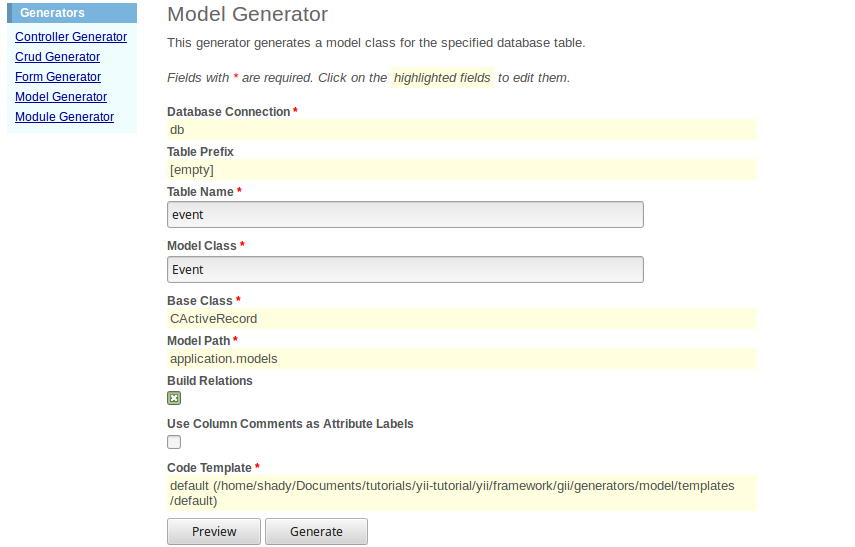 Generators
Controller Generator
Crud Generator
Form Generator
Model Generator
Module Generator
Model Generator
This generator generates a model class for the specified database table.
Fields with * are required. Click on the highlighted fields to edit them.
Database Connection *
db
Table Prefix
[empty]
Table Name *
event
Model Class *
Event
Base Class *
CActiveRecord
Model Path *
application.models
Build Relations
Use Column Comments as Attribute Labels
Code Template *
default (/home/shady/Documents/tutorials/yii-tutorial/yii/framework/gii/generators/model/templates
/default)
Preview Generate